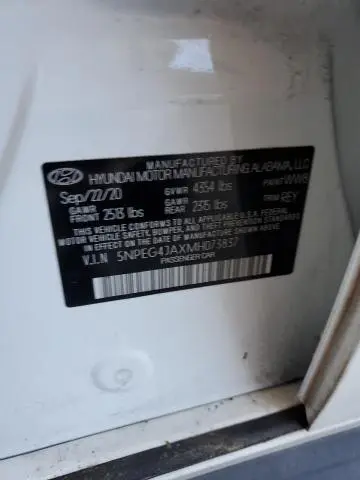 MANUFACTURED BY
HYUNDAI MOTOR MANUFACTURING ALABAMA, LLC
Sep/22/20 GVWR 4354 lbs PAINT WW8
GAWR FRONT 2513 lbs GAWR REAR 2315 lbs TRIM REY
THIS VEHICLE CONFORMS TO ALL APPLICABLE U.S.A. FEDERAL
MOTOR VEHICLE SAFETY, BUMPER, AND THEFT PREVENTION STANDARDS
IN EFFECT ON THE DATE OF MANUFACTURE SHOWN ABOVE.
V.I.N 5NPEG4JAXMH073837
PASSENGER CAR